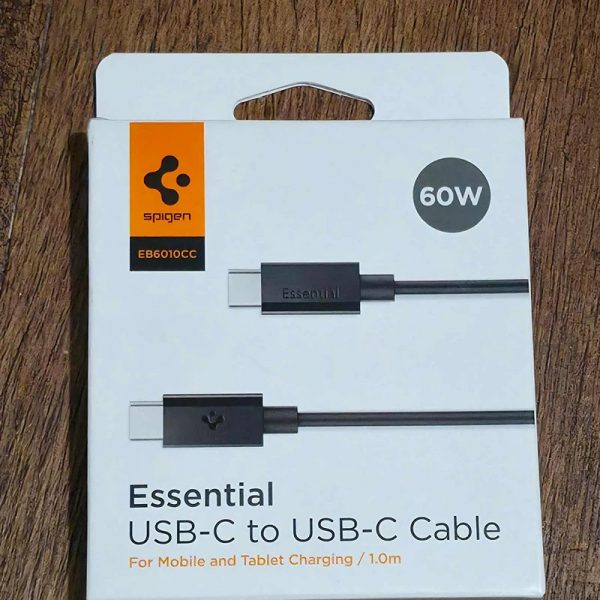 spigen
60W
EB6010CC
Essential
Essential
USB-C to USB-C Cable
For Mobile and Tablet Charging / 1.0m